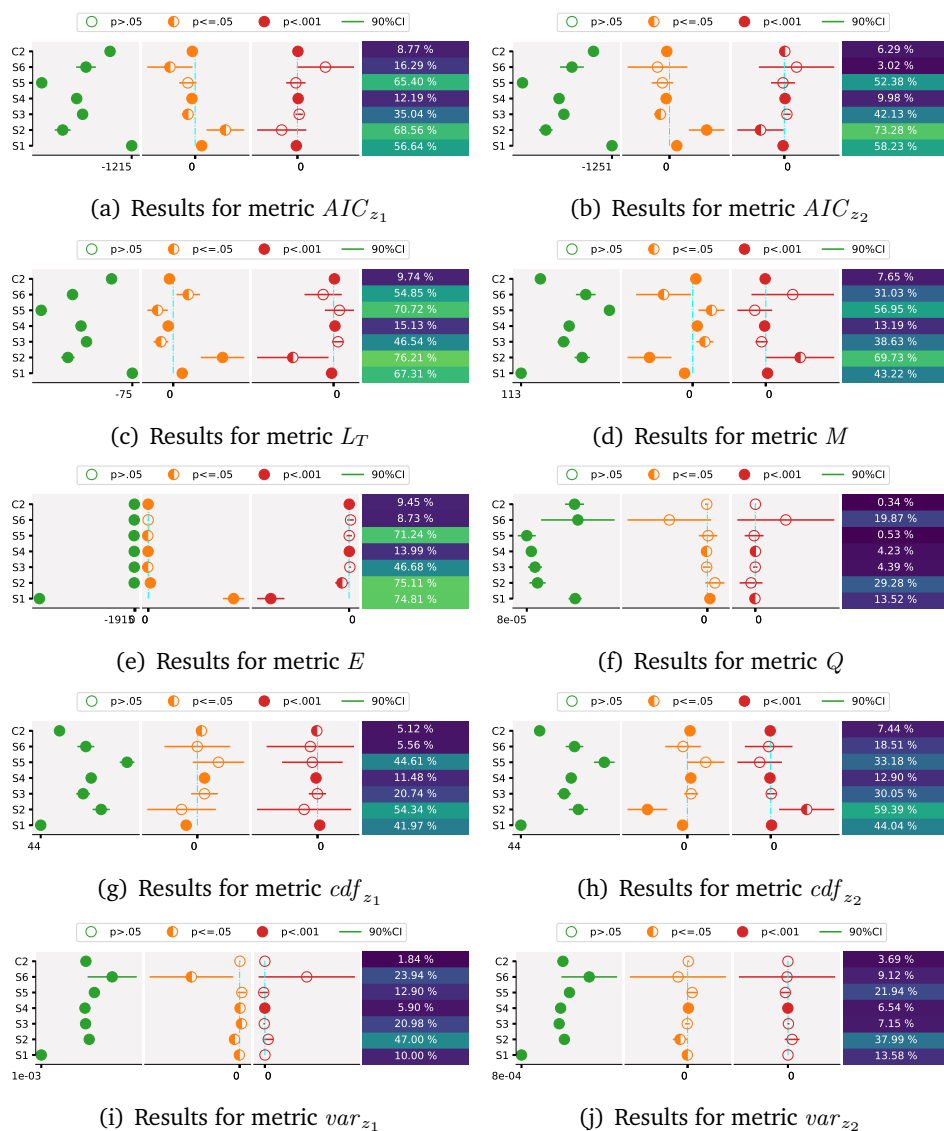 p>.05 p<=.05 p<.001 90%CI
C2 8.77 %
S6 16.29 %
S5 65.40 %
S4 12.19 %
S3 35.04 %
S2 68.56 %
S1 56.64 %
-1215 0 0
(a) Results for metric AIC_{z_1}
p>.05 p<=.05 p<.001 90%CI
C2 6.29 %
S6 3.02 %
S5 52.38 %
S4 9.98 %
S3 42.13 %
S2 73.28 %
S1 58.23 %
-1251 0 0
(b) Results for metric AIC_{z_2}
p>.05 p<=.05 p<.001 90%CI
C2 9.74 %
S6 54.85 %
S5 70.72 %
S4 15.13 %
S3 46.54 %
S2 76.21 %
S1 67.31 %
-75 0 0
(c) Results for metric L_T
p>.05 p<=.05 p<.001 90%CI
C2 7.65 %
S6 31.03 %
S5 56.95 %
S4 13.19 %
S3 38.63 %
S2 69.73 %
S1 43.22 %
113 0 0
(d) Results for metric M
p>.05 p<=.05 p<.001 90%CI
C2 9.45 %
S6 8.73 %
S5 71.24 %
S4 13.99 %
S3 46.68 %
S2 75.11 %
S1 74.81 %
0 0
(e) Results for metric E
p>.05 p<=.05 p<.001 90%CI
C2 0.34 %
S6 19.87 %
S5 0.53 %
S4 4.23 %
S3 4.39 %
S2 29.28 %
S1 13.52 %
8e-05 0 0
(f) Results for metric Q
p>.05 p<=.05 p<.001 90%CI
C2 5.12 %
S6 5.56 %
S5 44.61 %
S4 11.48 %
S3 20.74 %
S2 54.34 %
S1 41.97 %
44 0 0
(g) Results for metric cdf_{z_1}
p>.05 p<=.05 p<.001 90%CI
C2 7.44 %
S6 18.51 %
S5 33.18 %
S4 12.90 %
S3 30.05 %
S2 59.39 %
S1 44.04 %
44 0 0
(h) Results for metric cdf_{z_2}
p>.05 p<=.05 p<.001 90%CI
C2 1.84 %
S6 23.94 %
S5 12.90 %
S4 5.90 %
S3 20.98 %
S2 47.00 %
S1 10.00 %
1e-03 0 0
(i) Results for metric var_{z_1}
p>.05 p<=.05 p<.001 90%CI
C2 3.69 %
S6 9.12 %
S5 21.94 %
S4 6.54 %
S3 7.15 %
S2 37.99 %
S1 13.58 %
8e-04 0 0
(j) Results for metric var_{z_2}